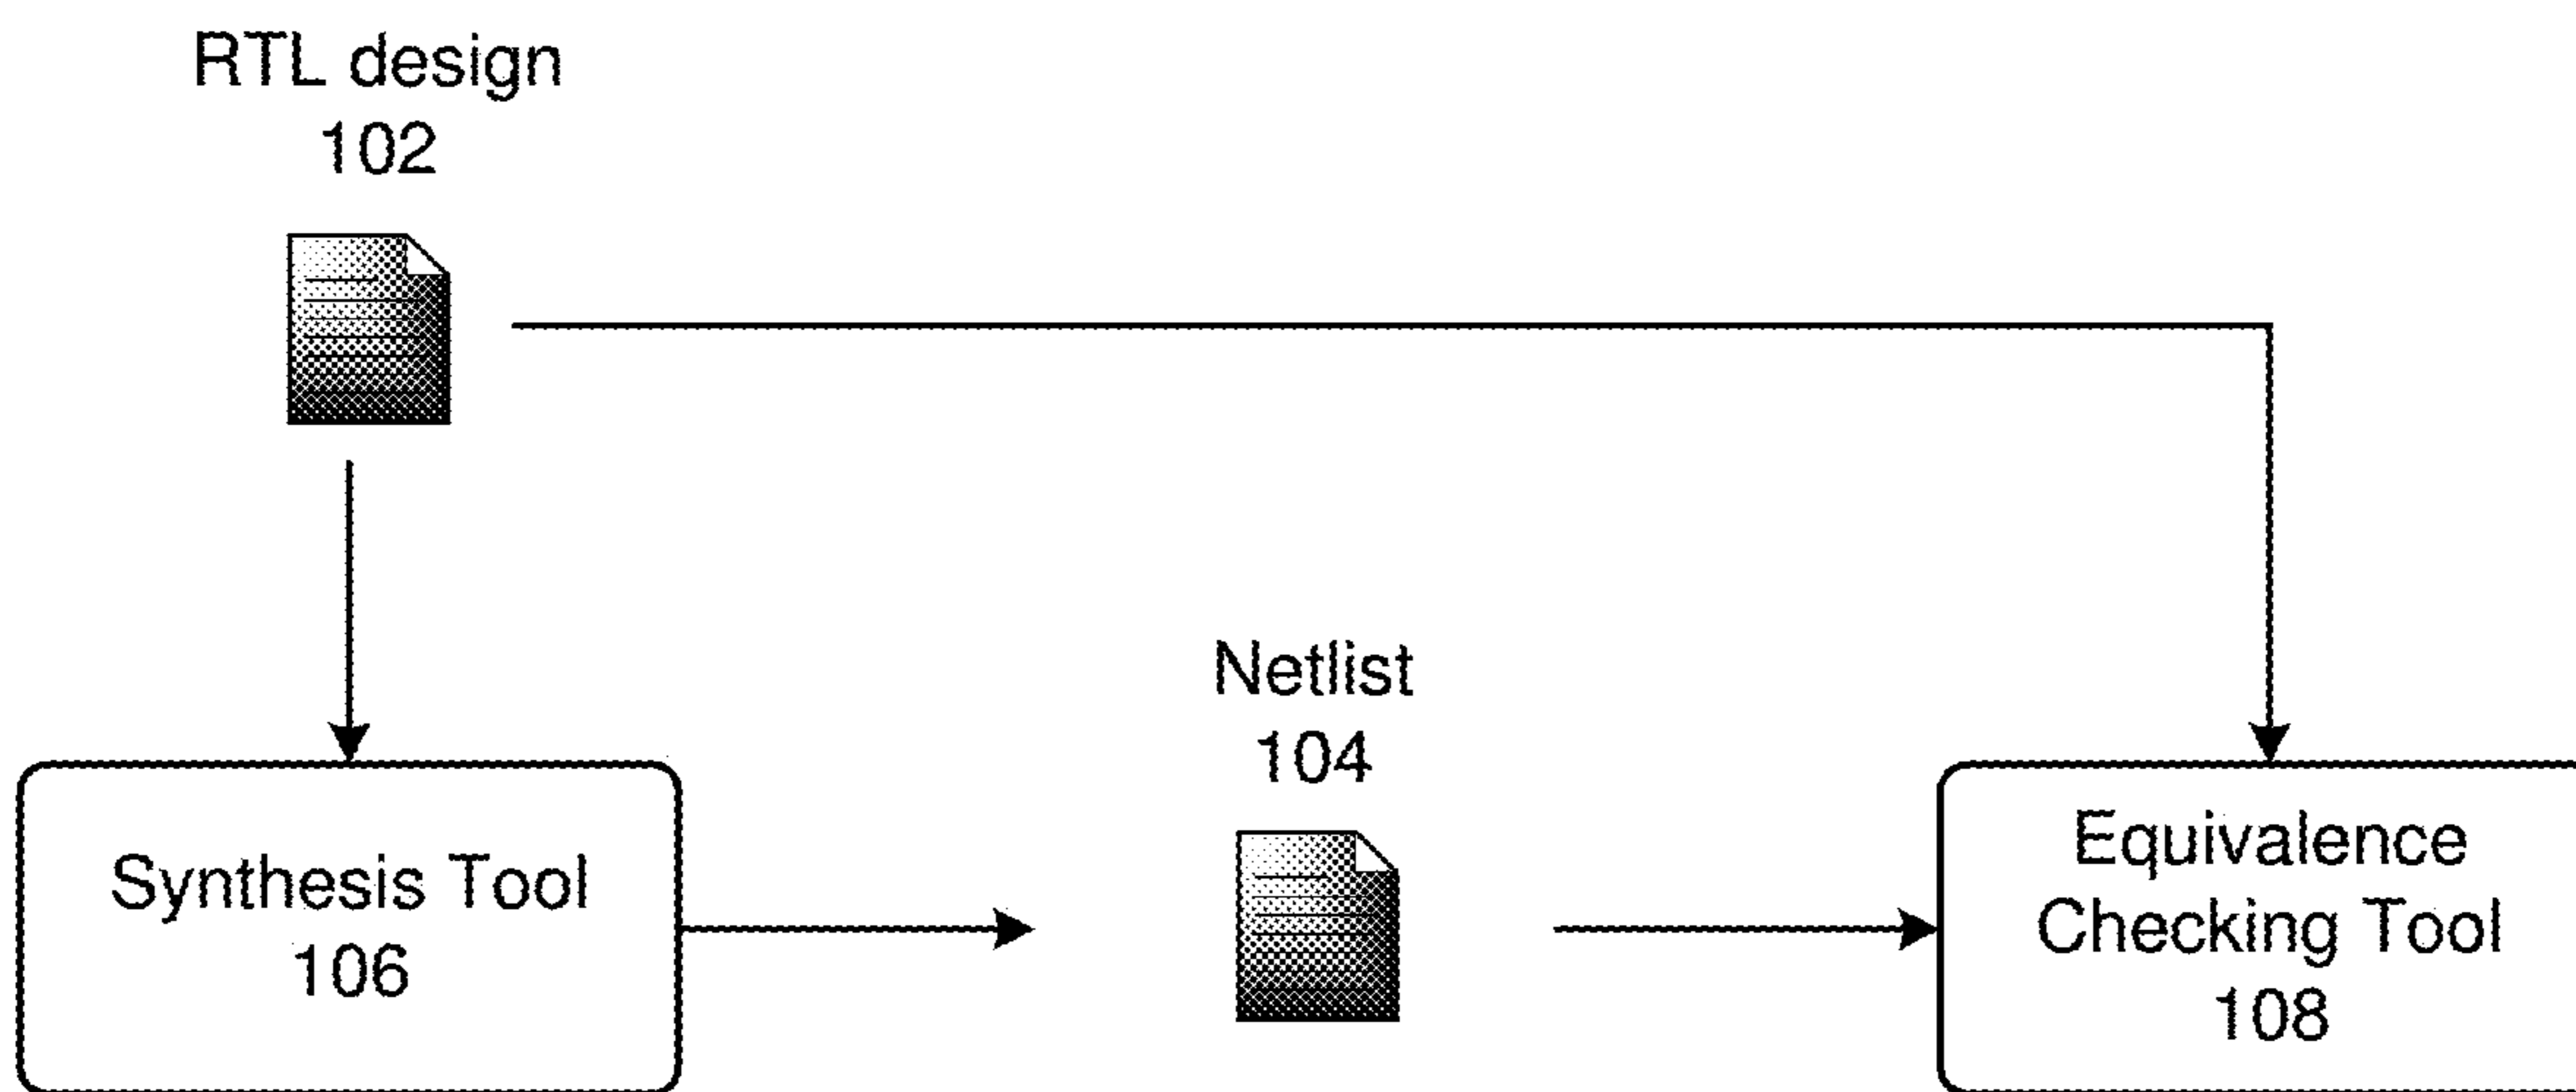 RTL design
102
Netlist
104
Synthesis Tool
106
Equivalence
Checking Tool
108